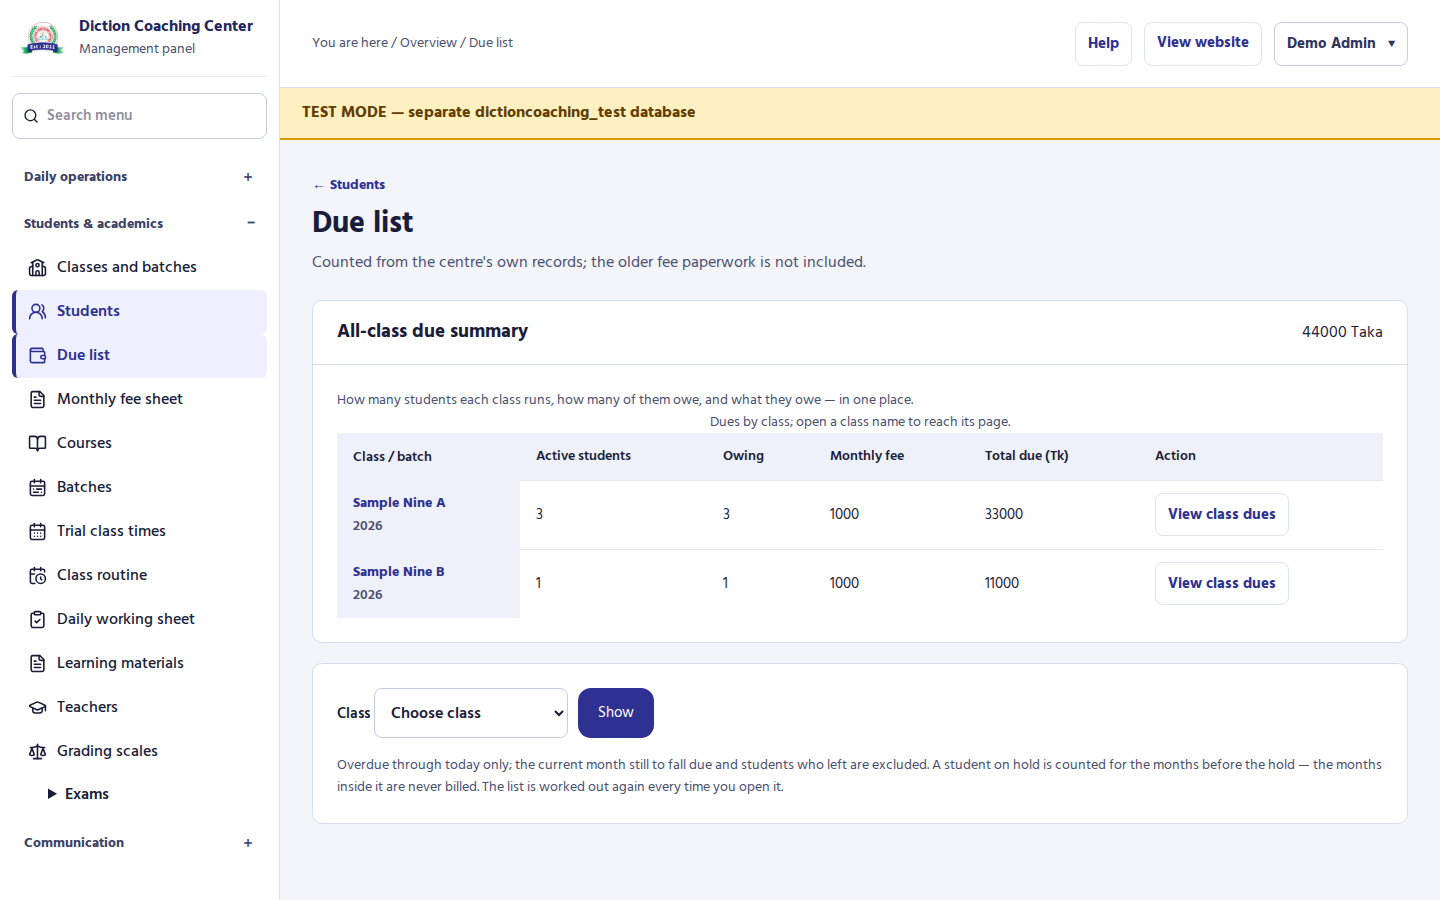 Diction Coaching Center
Management panel
Est : 2011
Search menu
Daily operations +
Students & academics −
Classes and batches
Students
Due list
Monthly fee sheet
Courses
Batches
Trial class times
Class routine
Daily working sheet
Learning materials
Teachers
Grading scales
Exams
Communication +
You are here / Overview / Due list
Help
View website
Demo Admin
TEST MODE — separate dictioncoaching_test database
← Students
Due list
Counted from the centre's own records; the older fee paperwork is not included.
All-class due summary 44000 Taka
How many students each class runs, how many of them owe, and what they owe — in one place.
Dues by class; open a class name to reach its page.
Class / batch Active students Owing Monthly fee Total due (Tk) Action
Sample Nine A
2026
3 3 1000 33000 View class dues
Sample Nine B
2026
1 1 1000 11000 View class dues
Class Choose class Show
Overdue through today only; the current month still to fall due and students who left are excluded. A student on hold is counted for the months before the hold — the months
inside it are never billed. The list is worked out again every time you open it.